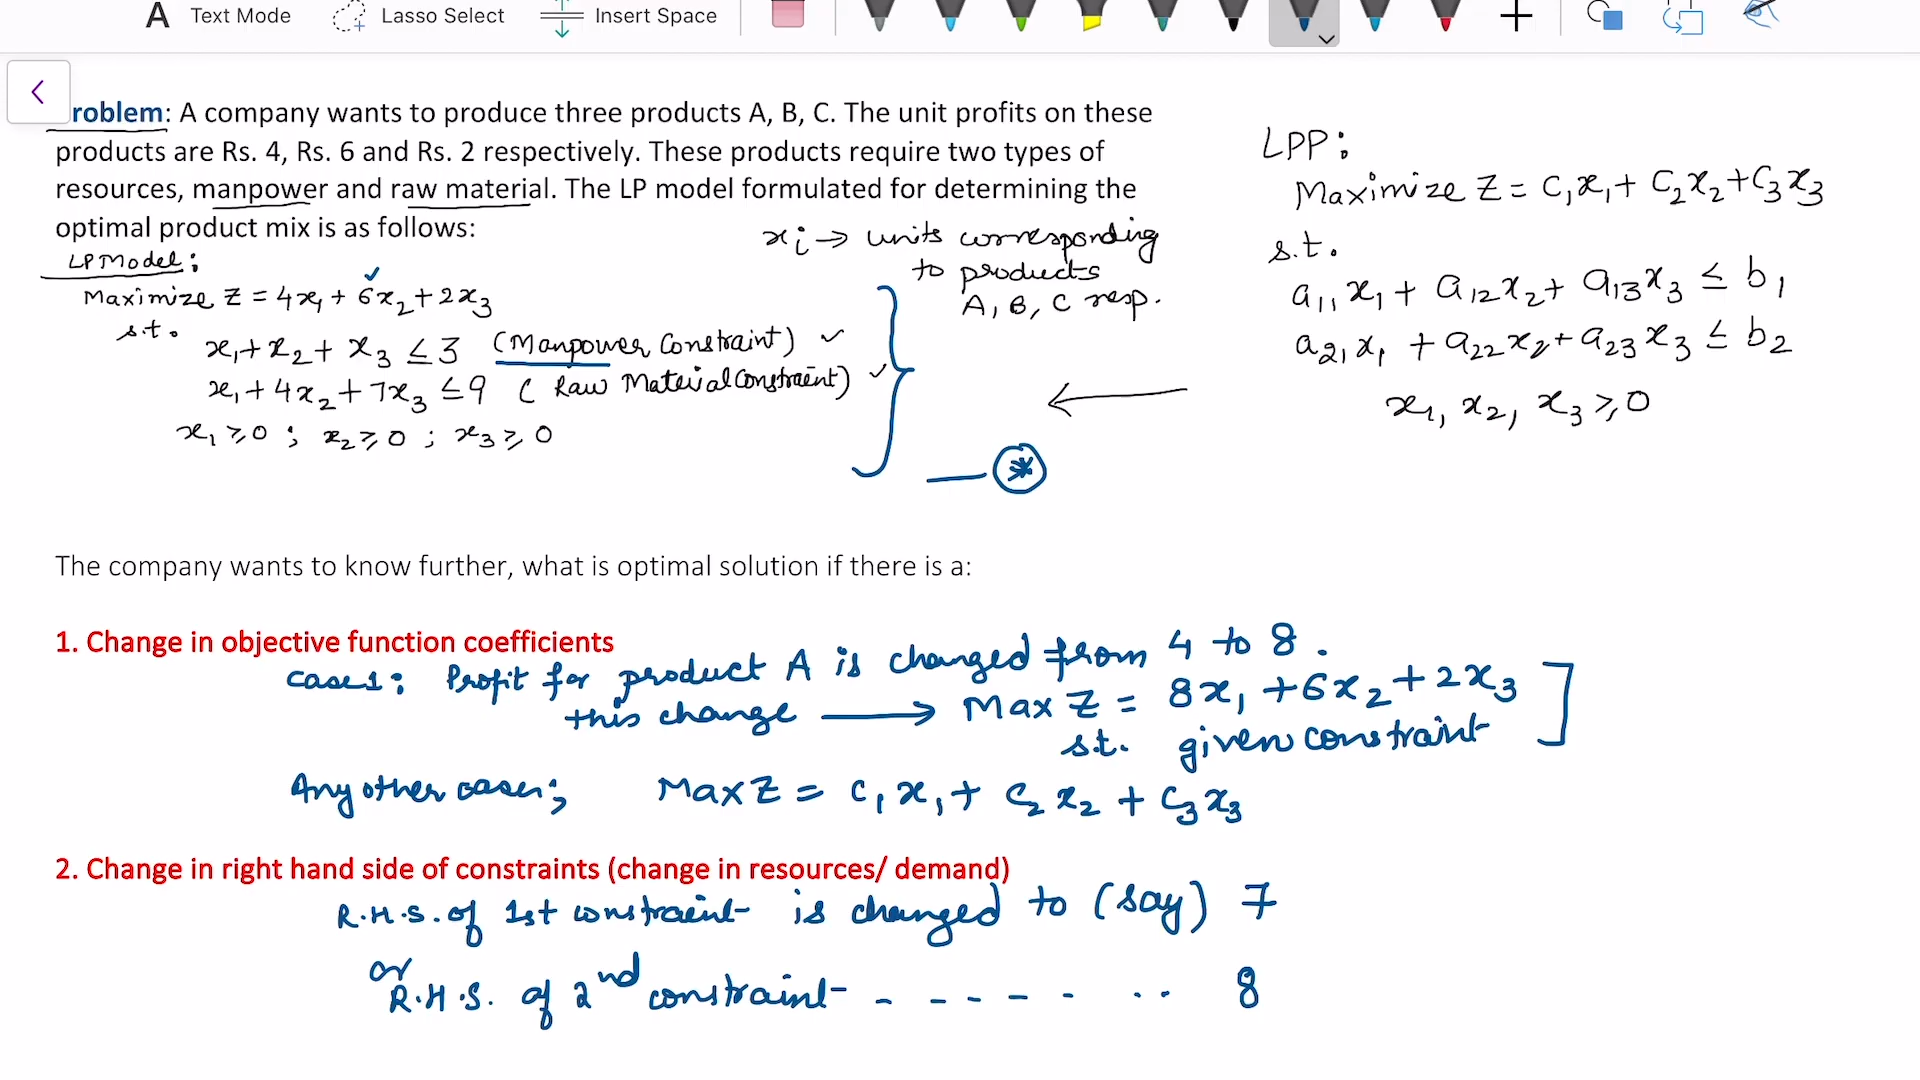 A Text Mode Lasso Select Insert Space
roblem: A company wants to produce three products A, B, C. The unit profits on these
products are Rs. 4, Rs. 6 and Rs. 2 respectively. These products require two types of
resources, manpower and raw material. The LP model formulated for determining the
optimal product mix is as follows:
xᵢ → units corresponding
to products
A, B, C resp.
LP Model:
Maximize Z = 4x₁ + 6x₂ + 2x₃
s.t.
x₁ + x₂ + x₃ ≤ 3 (Manpower Constraint) ✓
x₁ + 4x₂ + 7x₃ ≤ 9 ( Raw Material Constraint) ✓
x₁ ≥ 0 ; x₂ ≥ 0 ; x₃ ≥ 0
— *
LPP:
Maximize Z = C₁x₁ + C₂x₂ + C₃x₃
s.t.
a₁₁x₁ + a₁₂x₂ + a₁₃x₃ ≤ b₁
a₂₁x₁ + a₂₂x₂ + a₂₃x₃ ≤ b₂
x₁, x₂, x₃ ≥ 0
The company wants to know further, what is optimal solution if there is a:
1. Change in objective function coefficients
Case1: Profit for product A is changed from 4 to 8.
this change → Max Z = 8x₁ + 6x₂ + 2x₃
s.t. given constraint
Any other case: Max Z = C₁x₁ + C₂x₂ + C₃x₃
2. Change in right hand side of constraints (change in resources/ demand)
R.H.S. of 1st constraint is changed to (say) 7
or
R.H.S. of 2nd constraint - - - - - .. 8